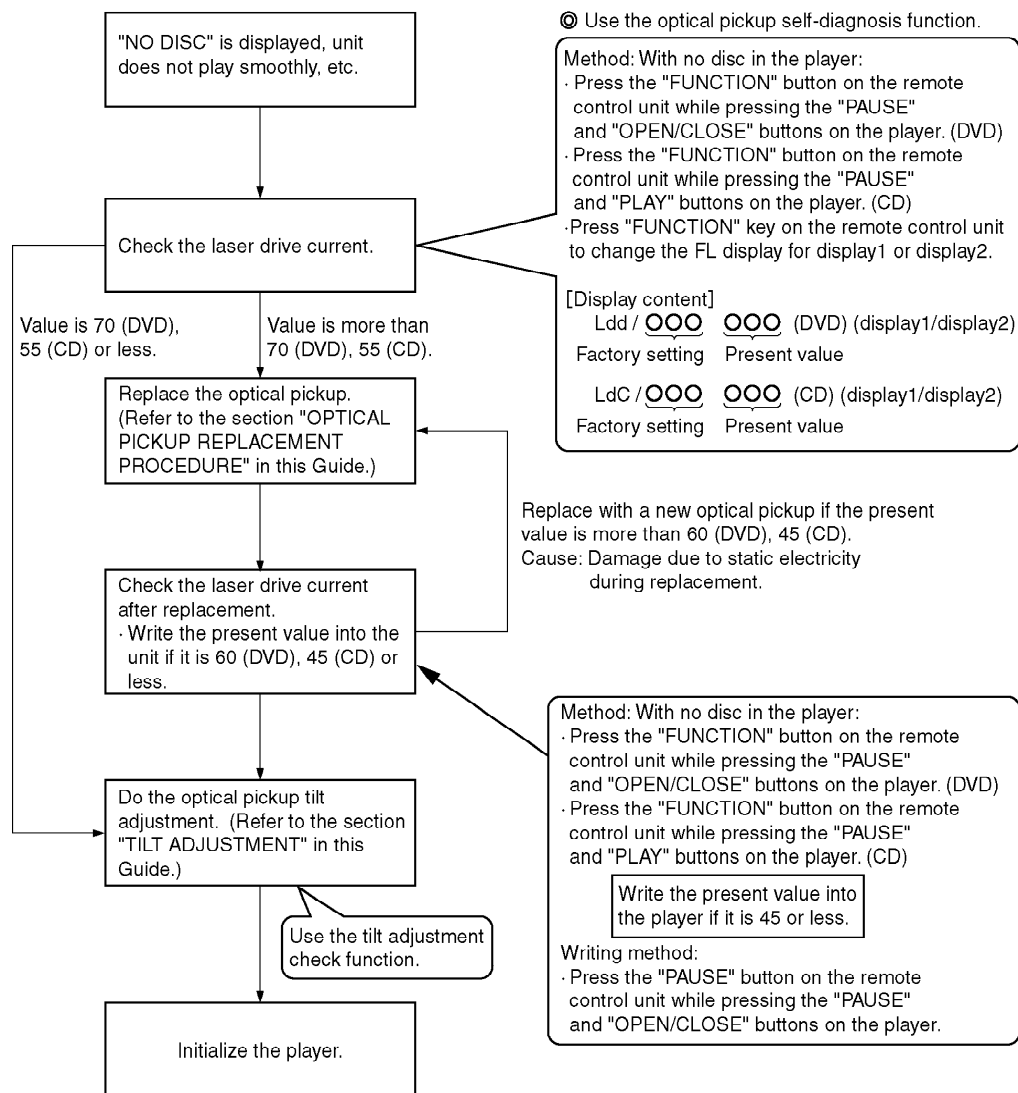 "NO DISC" is displayed, unit
does not play smoothly, etc.
◎ Use the optical pickup self-diagnosis function.
Method: With no disc in the player:
· Press the "FUNCTION" button on the remote
control unit while pressing the "PAUSE"
and "OPEN/CLOSE" buttons on the player. (DVD)
· Press the "FUNCTION" button on the remote
control unit while pressing the "PAUSE"
and "PLAY" buttons on the player. (CD)
· Press "FUNCTION" key on the remote control unit
to change the FL display for display1 or display2.
[Display content]
Ldd / OOO OOO (DVD) (display1/display2)
Factory setting Present value
LdC / OOO OOO (CD) (display1/display2)
Factory setting Present value
Check the laser drive current.
Value is 70 (DVD),
55 (CD) or less.
Value is more than
70 (DVD), 55 (CD).
Replace the optical pickup.
(Refer to the section "OPTICAL
PICKUP REPLACEMENT
PROCEDURE" in this Guide.)
Replace with a new optical pickup if the present
value is more than 60 (DVD), 45 (CD).
Cause: Damage due to static electricity
during replacement.
Check the laser drive current
after replacement.
· Write the present value into the
unit if it is 60 (DVD), 45 (CD) or
less.
Method: With no disc in the player:
· Press the "FUNCTION" button on the remote
control unit while pressing the "PAUSE"
and "OPEN/CLOSE" buttons on the player. (DVD)
· Press the "FUNCTION" button on the remote
control unit while pressing the "PAUSE"
and "PLAY" buttons on the player. (CD)
Write the present value into
the player if it is 45 or less.
Writing method:
· Press the "PAUSE" button on the remote
control unit while pressing the "PAUSE"
and "OPEN/CLOSE" buttons on the player.
Do the optical pickup tilt
adjustment. (Refer to the section
"TILT ADJUSTMENT" in this
Guide.)
Use the tilt adjustment
check function.
Initialize the player.